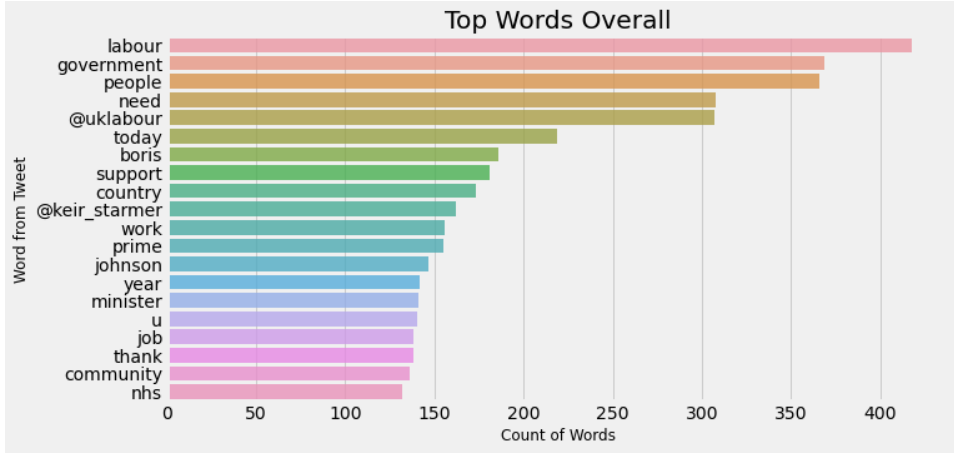 Top Words Overall
Word from Tweet
labour
government
people
need
@uklabour
today
boris
support
country
@keir_starmer
work
prime
johnson
year
minister
u
job
thank
community
nhs
0 50 100 150 200 250 300 350 400
Count of Words